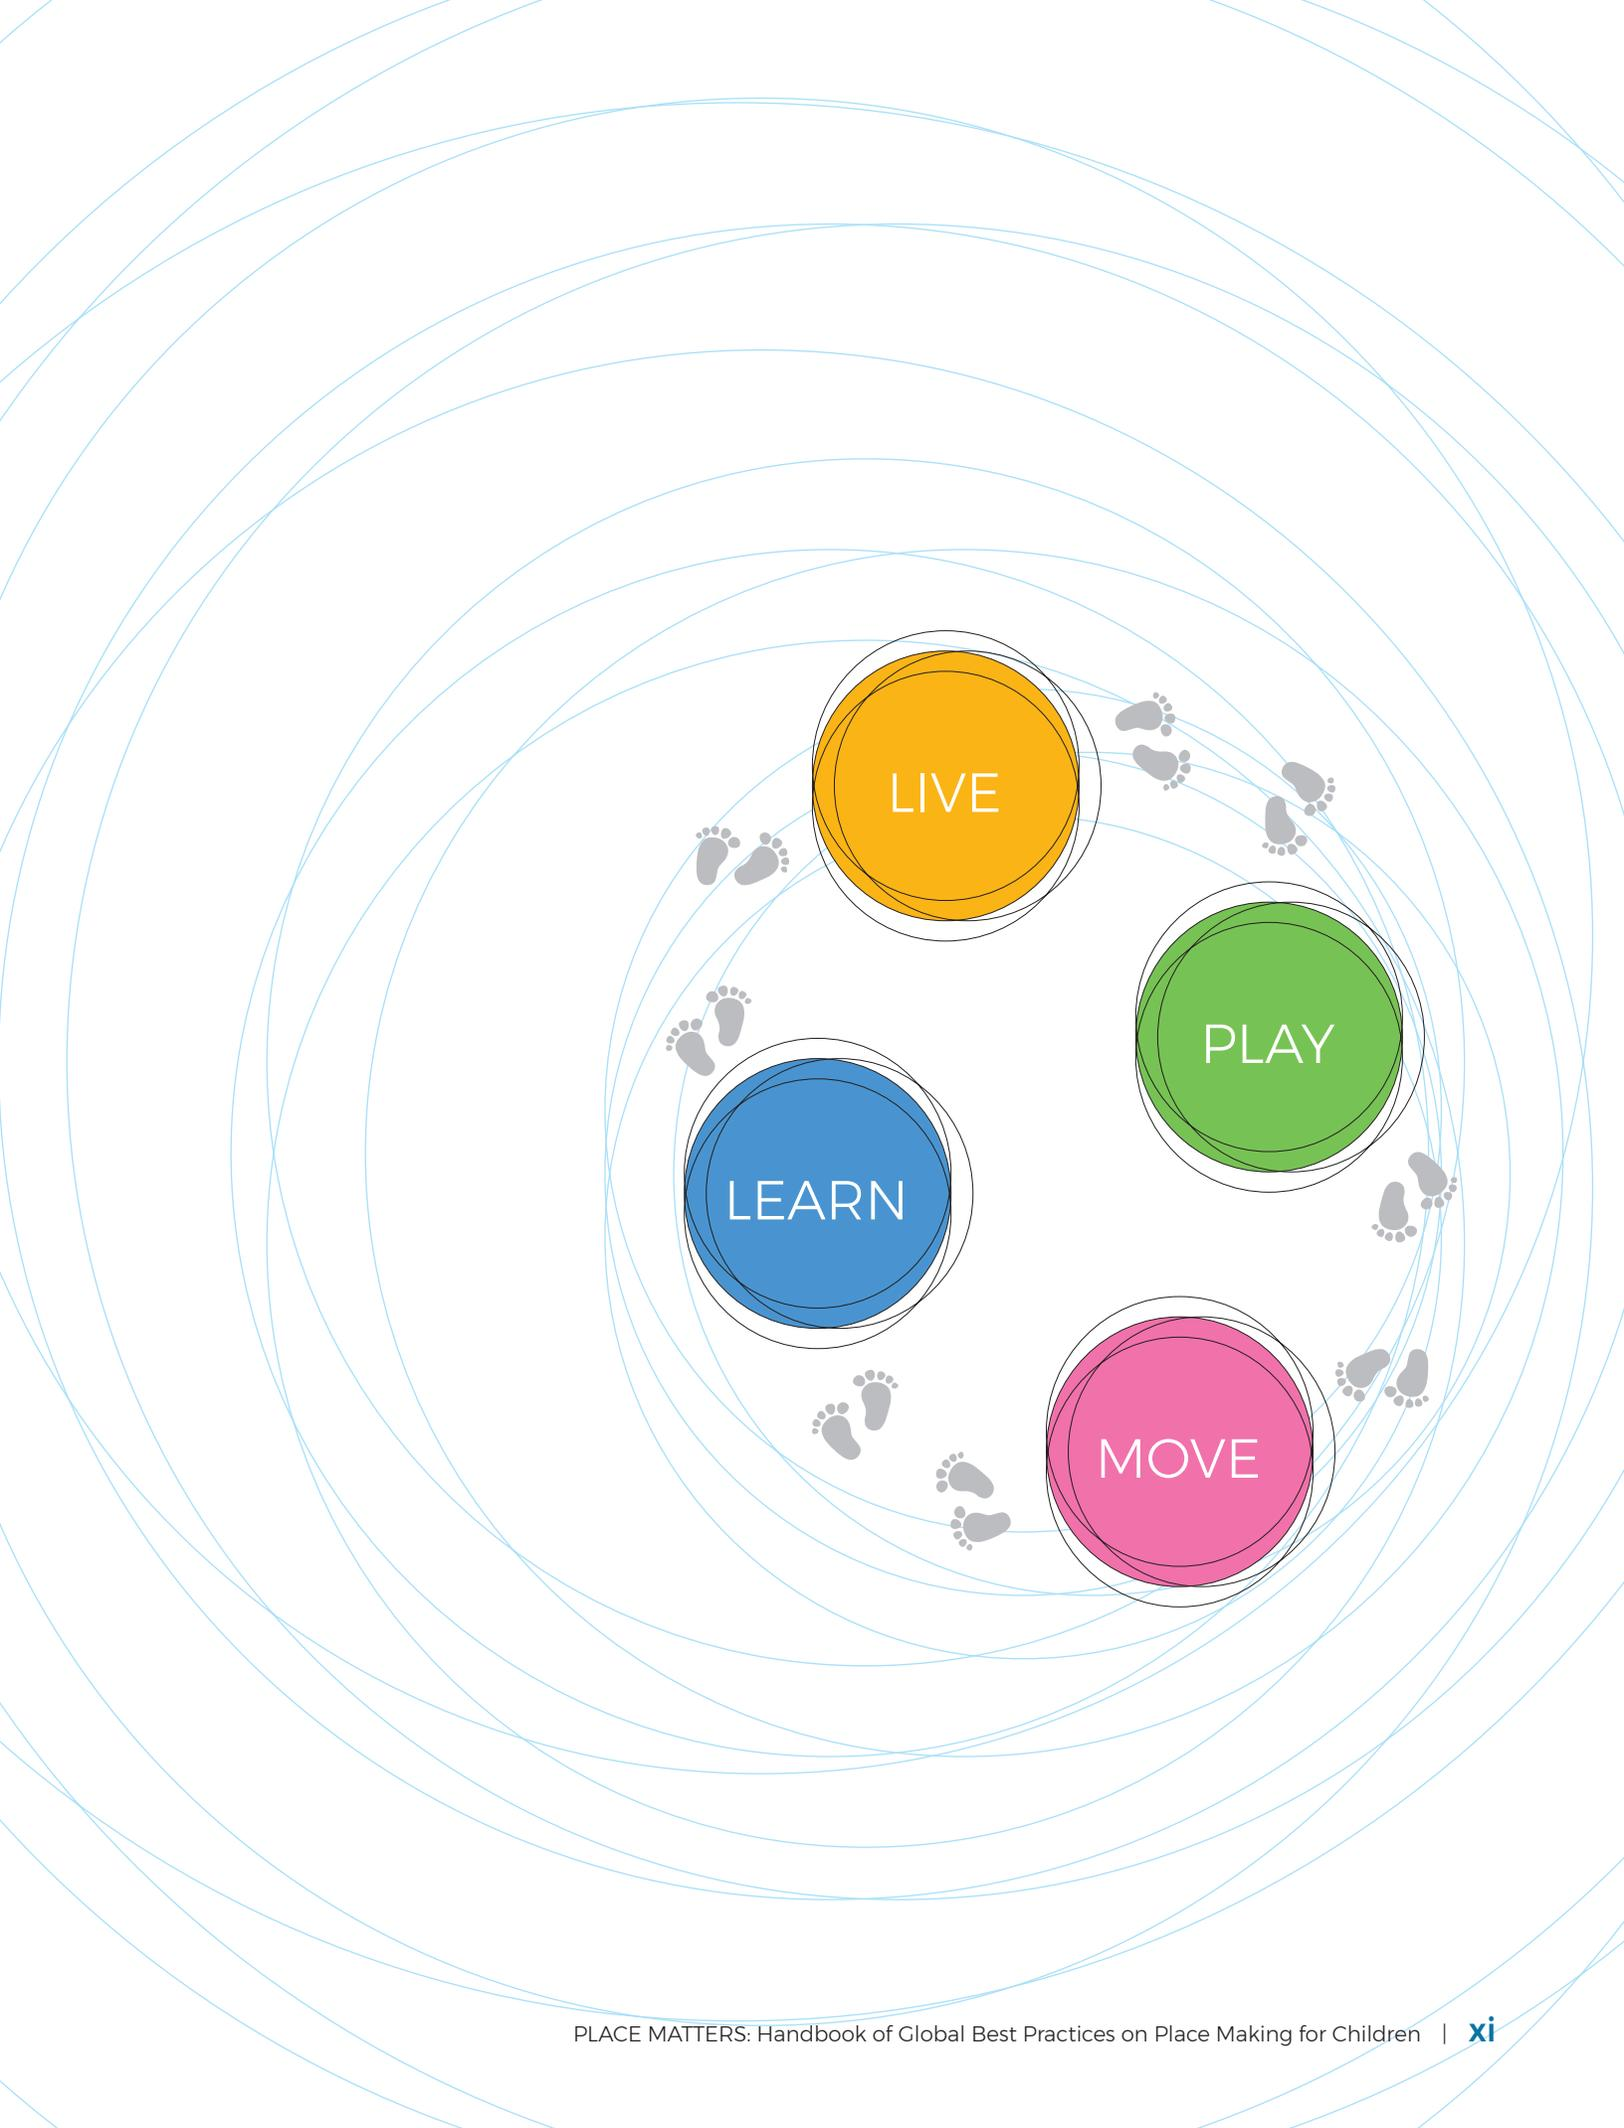 LIVE
PLAY
LEARN
MOVE
PLACE MATTERS: Handbook of Global Best Practices on Place Making for Children | xi